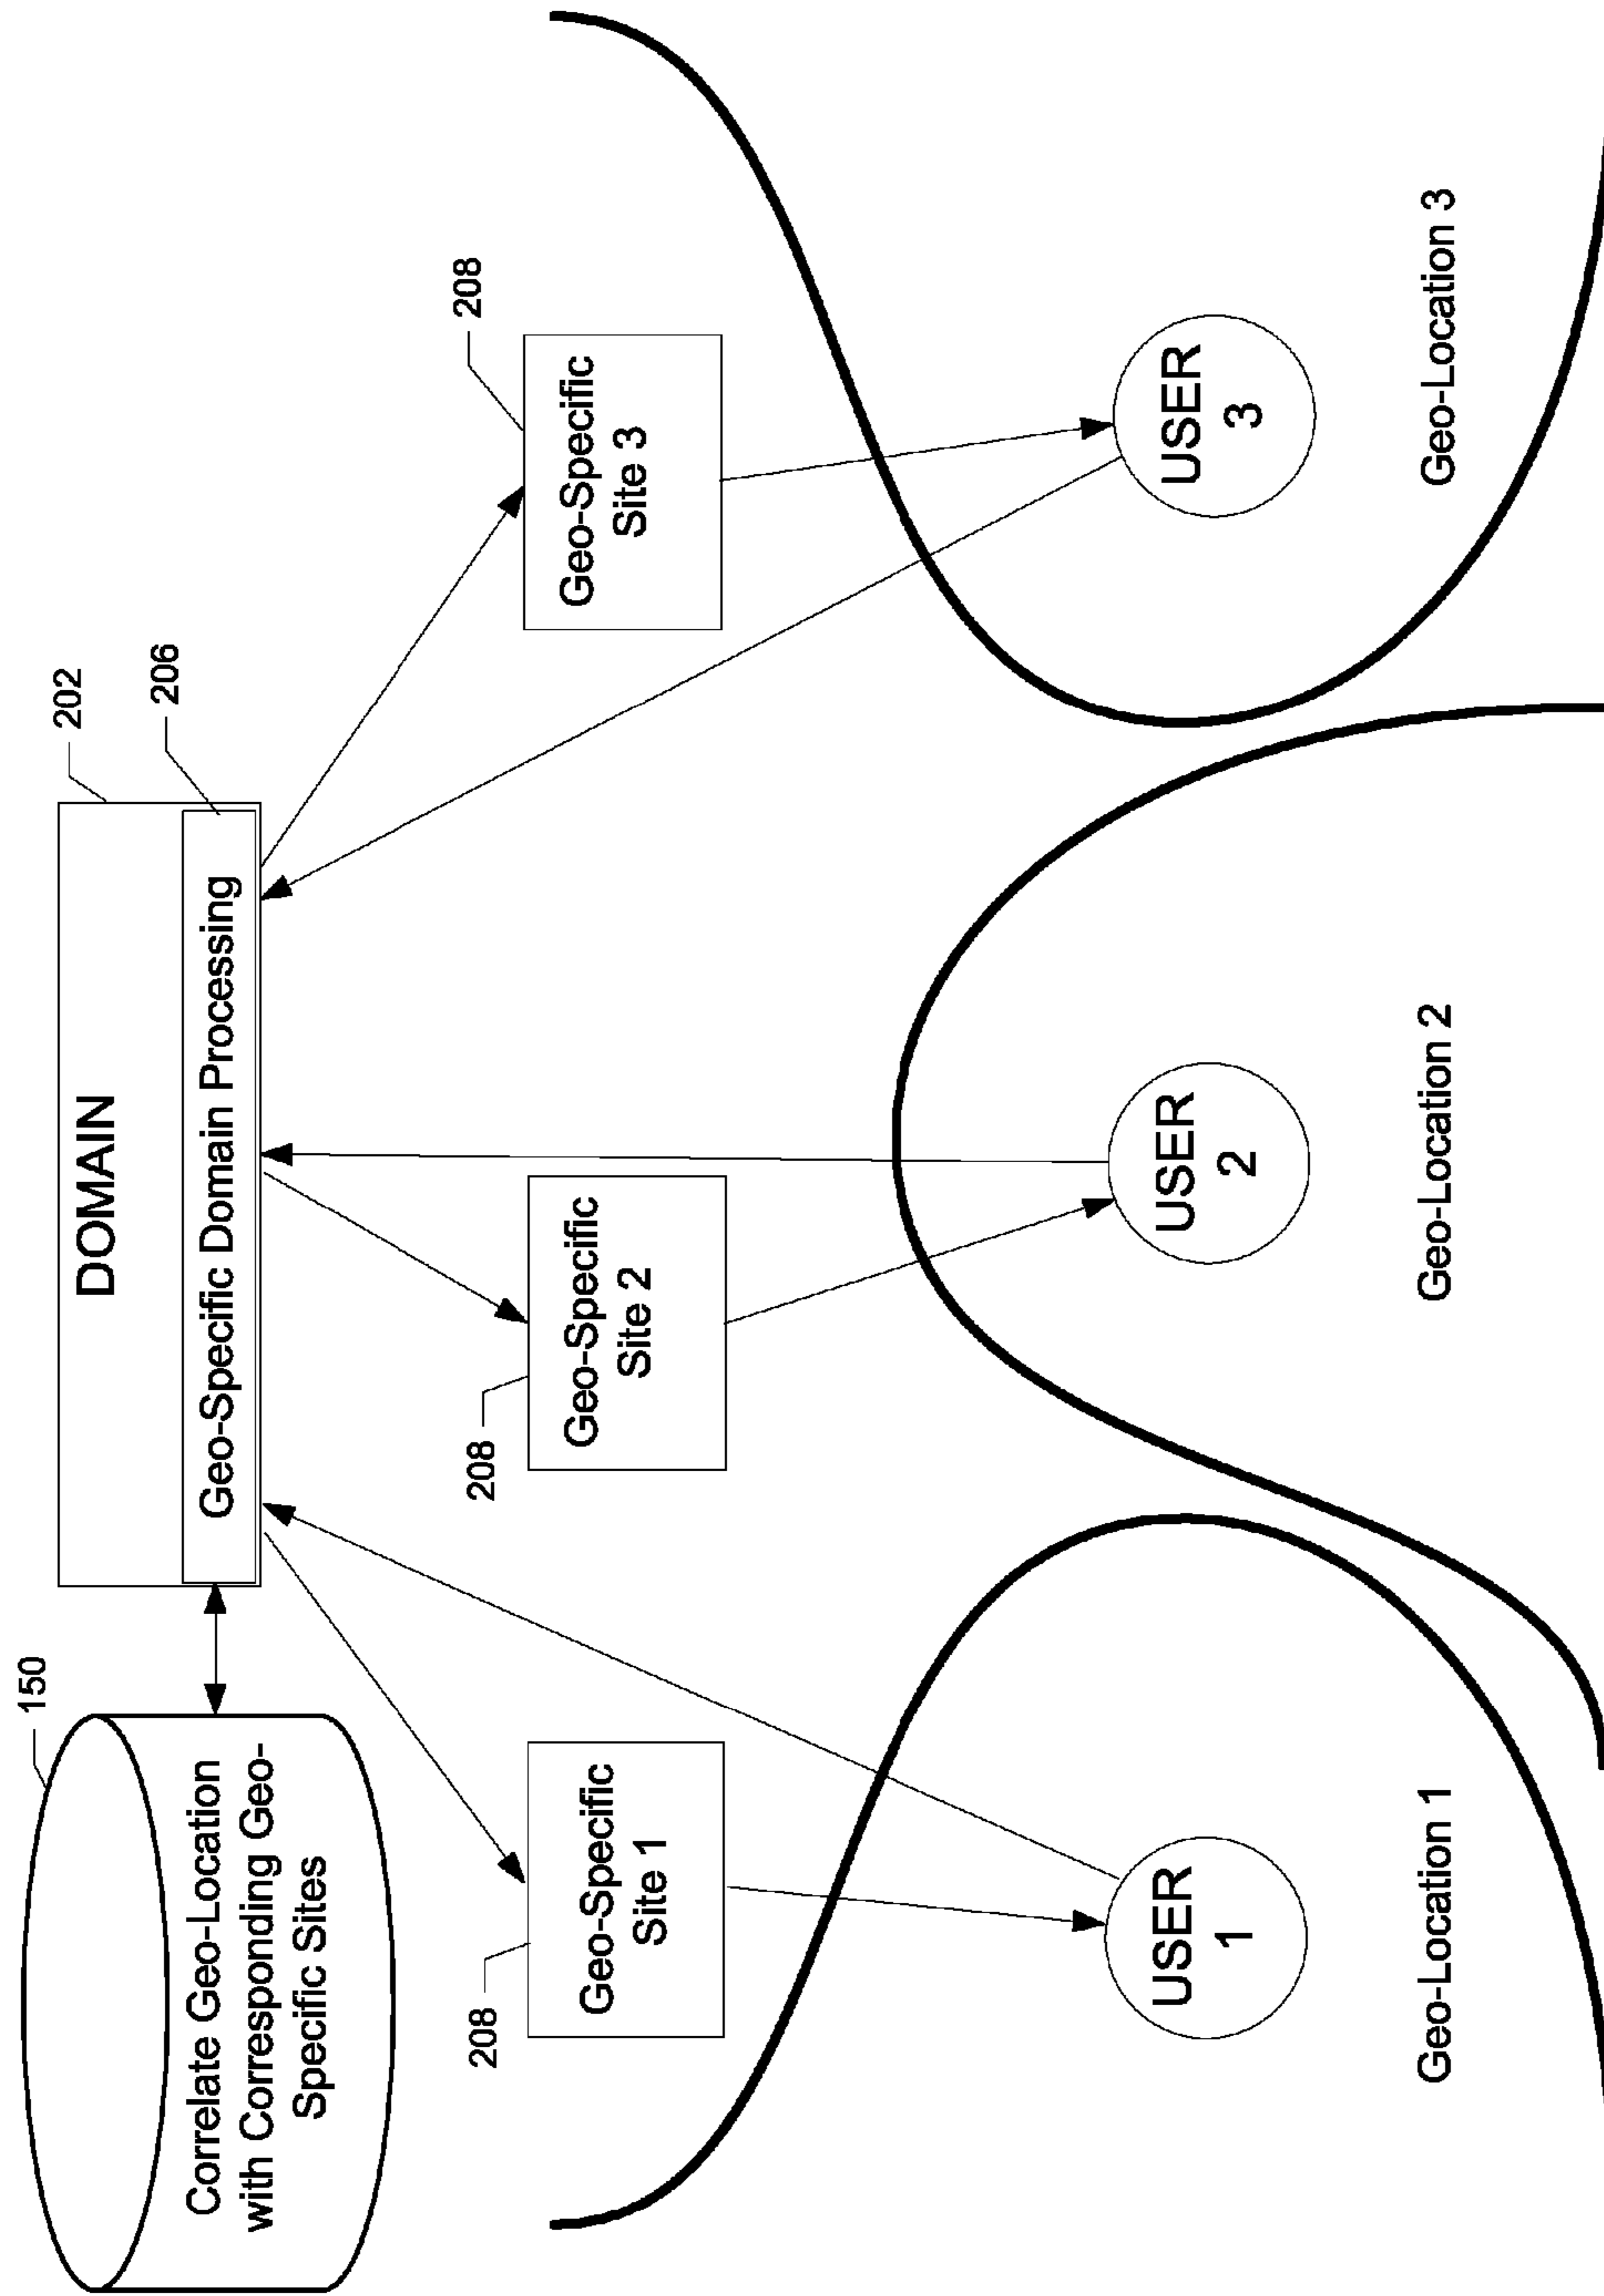 150
Correlate Geo-Location
with Corresponding Geo-
Specific Sites
202
DOMAIN
206
Geo-Specific Domain Processing
208
Geo-Specific
Site 1
208
Geo-Specific
Site 2
208
Geo-Specific
Site 3
USER
1
USER
2
USER
3
Geo-Location 1
Geo-Location 2
Geo-Location 3